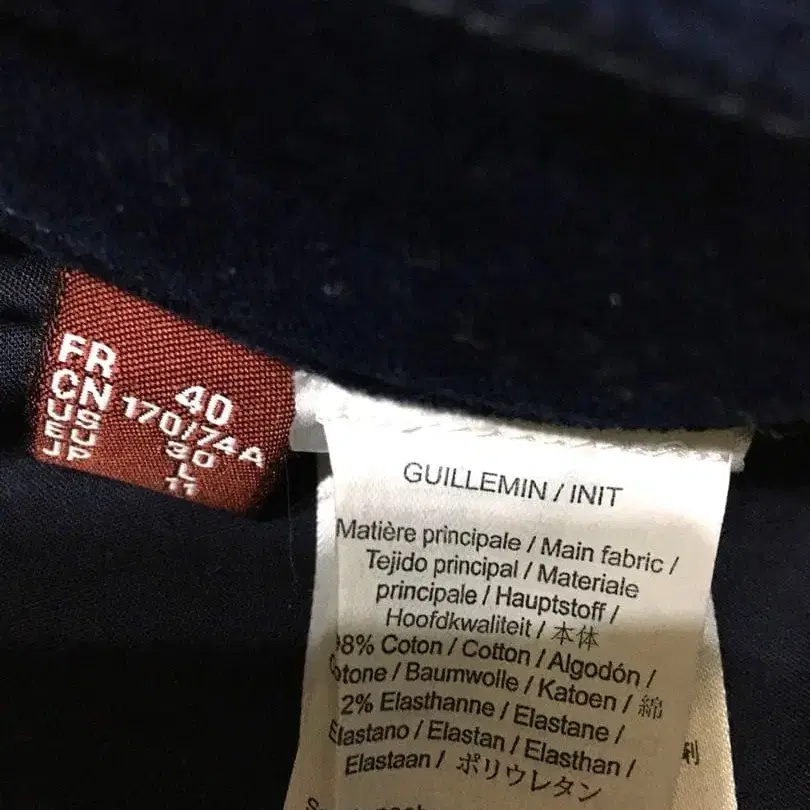 FR 40
CN 170/74A
US 30
EU L
JP 11
GUILLEMIN / INIT
Matière principale / Main fabric /
Tejido principal / Materiale
principale / Hauptstoff /
Hoofdkwaliteit / 本体
98% Coton / Cotton / Algodón /
Cotone / Baumwolle / Katoen / 綿
2% Elasthanne / Elastane /
Elastano / Elastan / Elasthan /
Elastaan / ポリウレタン